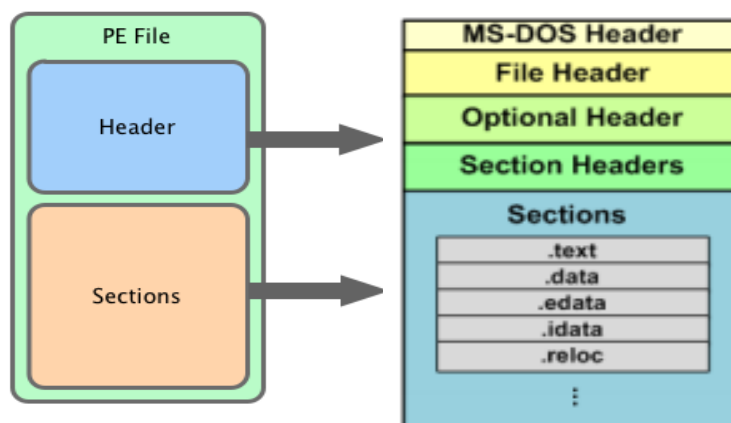 PE File
Header
Sections
MS-DOS Header
File Header
Optional Header
Section Headers
Sections
.text
.data
.edata
.idata
.reloc
⋮